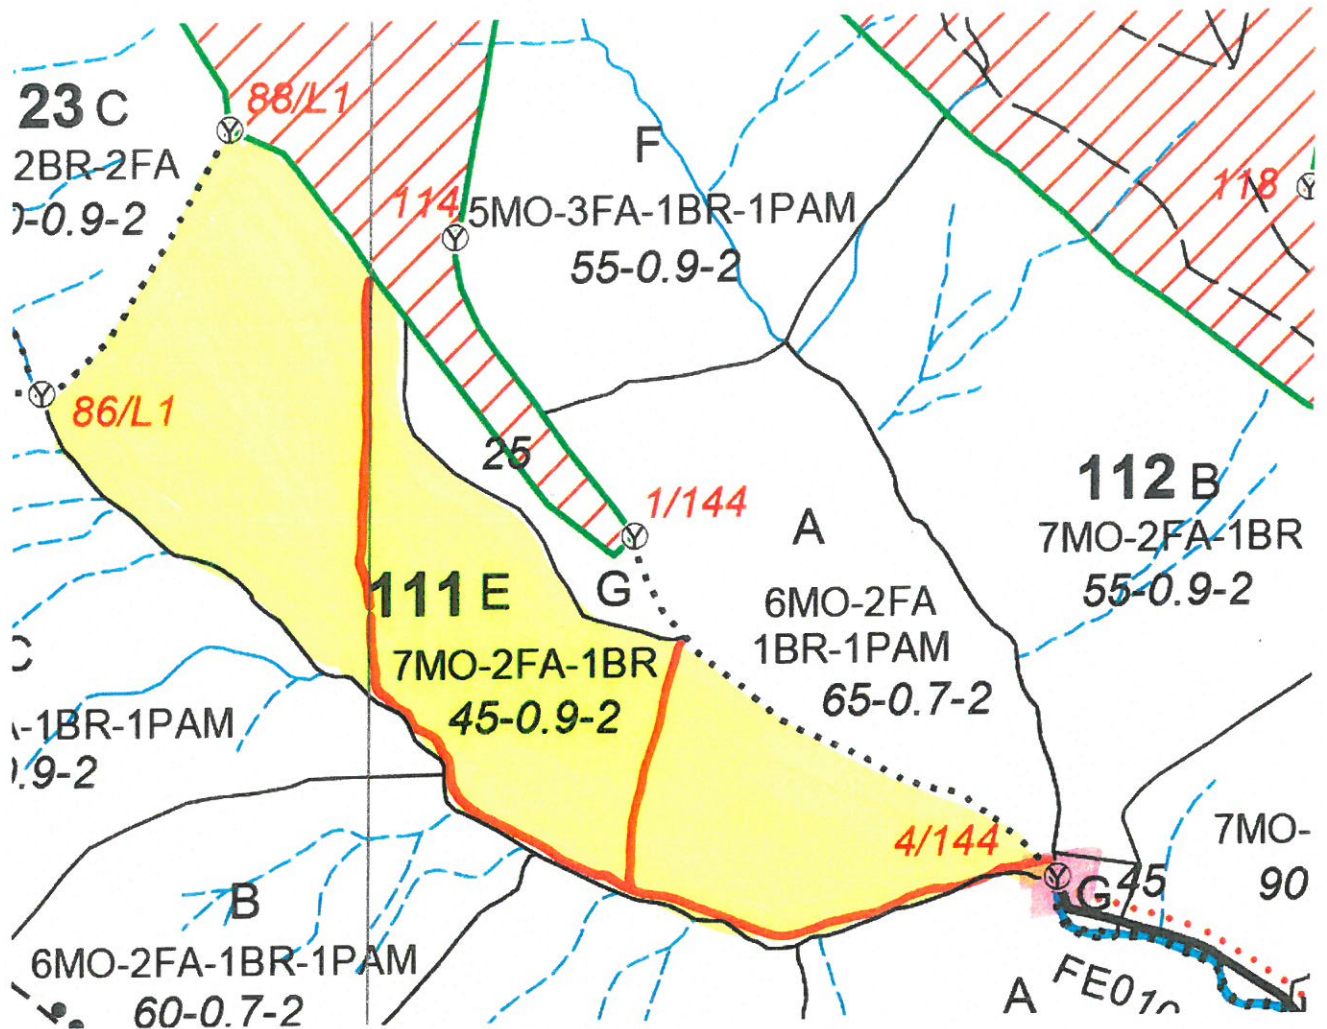 23 C
2BR-2FA
0-0.9-2
88/L1
114
F
5MO-3FA-1BR-1PAM
55-0.9-2
118
86/L1
25
1/144
A
6MO-2FA
1BR-1PAM
65-0.7-2
112 B
7MO-2FA-1BR
55-0.9-2
G
111 E
7MO-2FA-1BR
45-0.9-2
C
-1BR-1PAM
.9-2
4/144
7MO-
90
G 45
B
6MO-2FA-1BR-1PAM
60-0.7-2
A
FE010